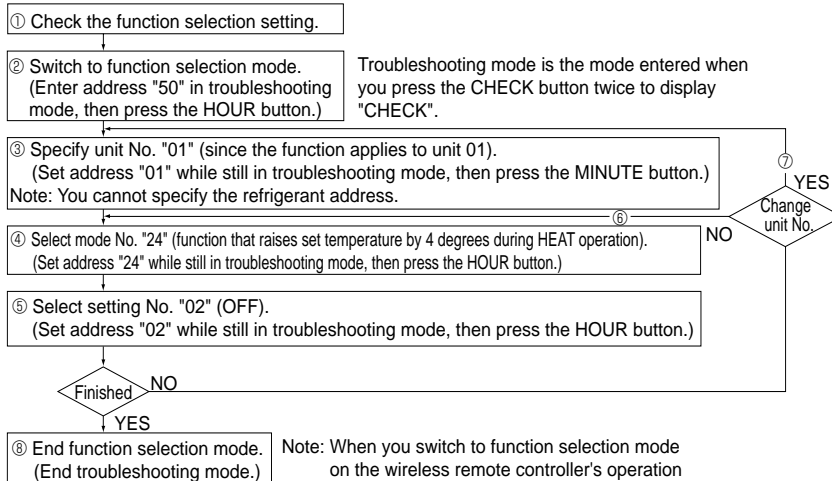 ① Check the function selection setting.
② Switch to function selection mode.
(Enter address "50" in troubleshooting
mode, then press the HOUR button.)
Troubleshooting mode is the mode entered when
you press the CHECK button twice to display
"CHECK".
③ Specify unit No. "01" (since the function applies to unit 01).
(Set address "01" while still in troubleshooting mode, then press the MINUTE button.)
Note: You cannot specify the refrigerant address.
⑦
YES
Change
unit No.
⑥
NO
④ Select mode No. "24" (function that raises set temperature by 4 degrees during HEAT operation).
(Set address "24" while still in troubleshooting mode, then press the HOUR button.)
⑤ Select setting No. "02" (OFF).
(Set address "02" while still in troubleshooting mode, then press the HOUR button.)
Finished
NO
YES
⑧ End function selection mode.
(End troubleshooting mode.)
Note: When you switch to function selection mode
on the wireless remote controller's operation